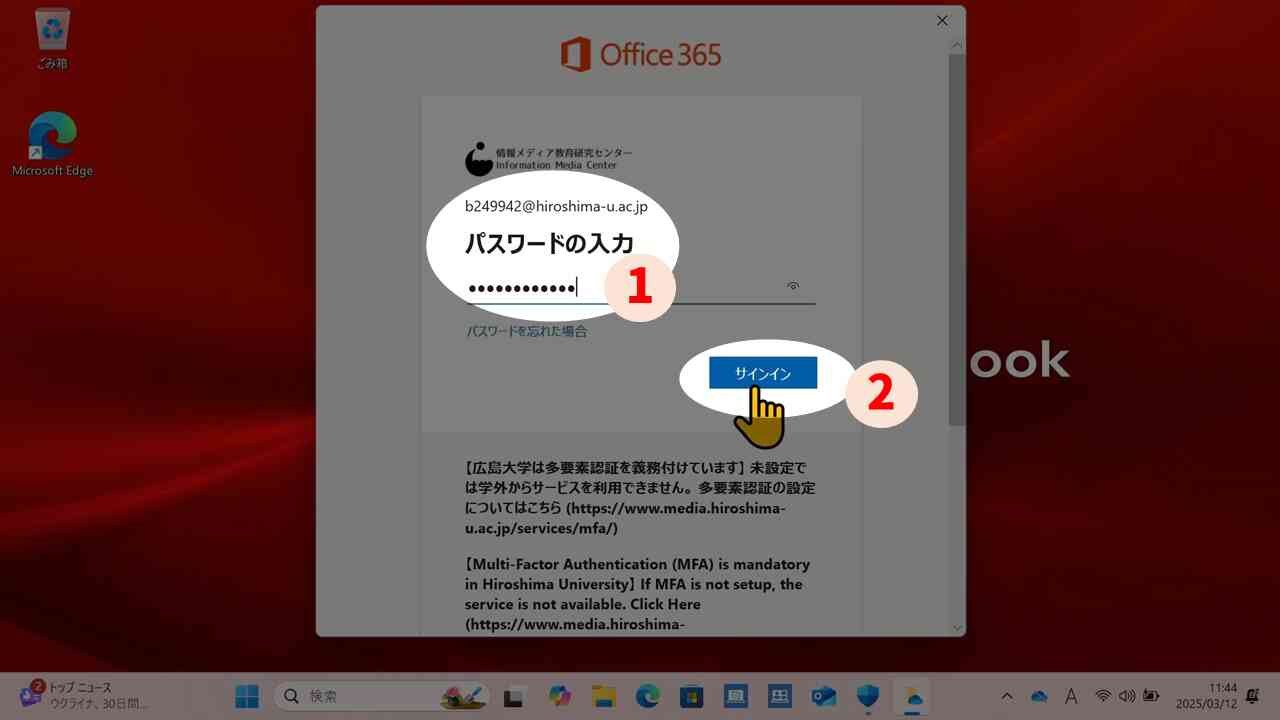 ごみ箱
Microsoft Edge
Office 365
情報メディア教育研究センター
Information Media Center
b249942@hiroshima-u.ac.jp
パスワードの入力
••••••••••••
1
パスワードを忘れた場合
サインイン
2
ook
【広島大学は多要素認証を義務付けています】未設定で
は学外からサービスを利用できません。多要素認証の設定
についてはこちら (https://www.media.hiroshima-
u.ac.jp/services/mfa/)
【Multi-Factor Authentication (MFA) is mandatory
in Hiroshima University】If MFA is not setup, the
service is not available. Click Here
(https://www.media.hiroshima-
2
トップ ニュース
ウクライナ、30日間...
検索
A
11:44
2025/03/12